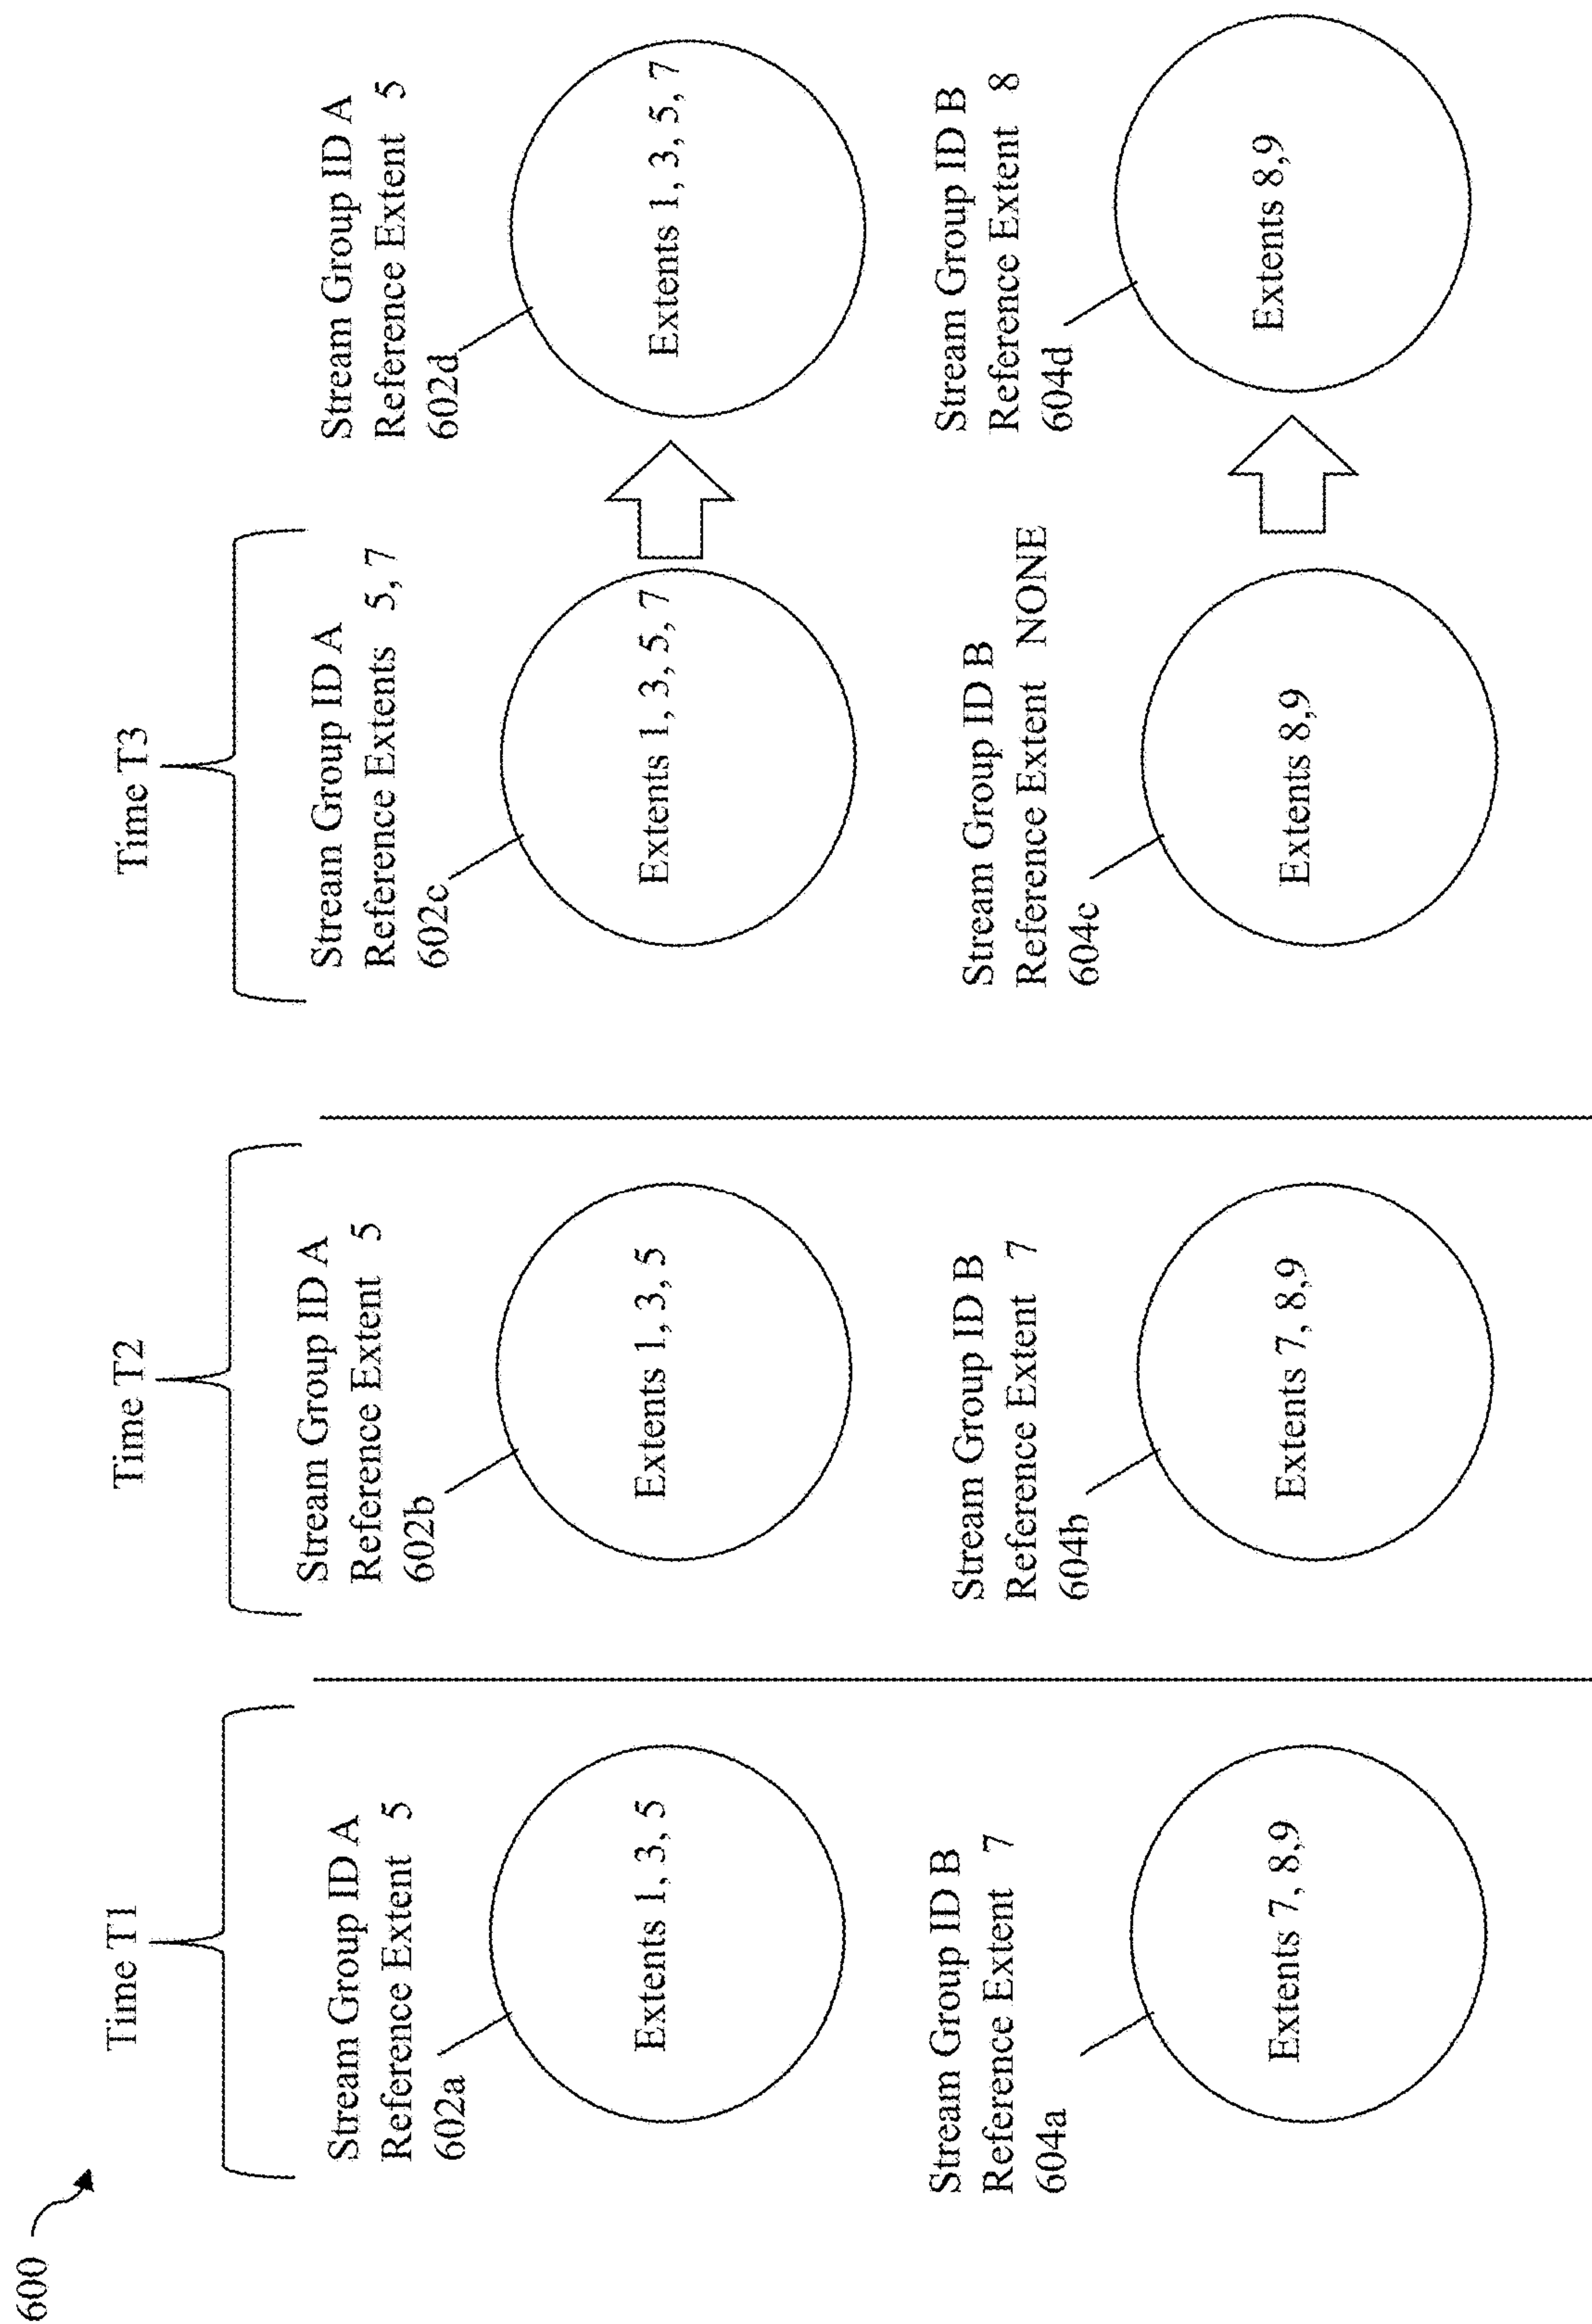 600
Time T1
Stream Group ID A
Reference Extent 5
602a
Extents 1, 3, 5
Stream Group ID B
Reference Extent 7
604a
Extents 7, 8,9
Time T2
Stream Group ID A
Reference Extent 5
602b
Extents 1, 3, 5
Stream Group ID B
Reference Extent 7
604b
Extents 7, 8,9
Time T3
Stream Group ID A
Reference Extents 5, 7
602c
Extents 1, 3, 5, 7
Stream Group ID B
Reference Extent NONE
604c
Extents 8,9
Stream Group ID A
Reference Extent 5
602d
Extents 1, 3, 5, 7
Stream Group ID B
Reference Extent 8
604d
Extents 8,9